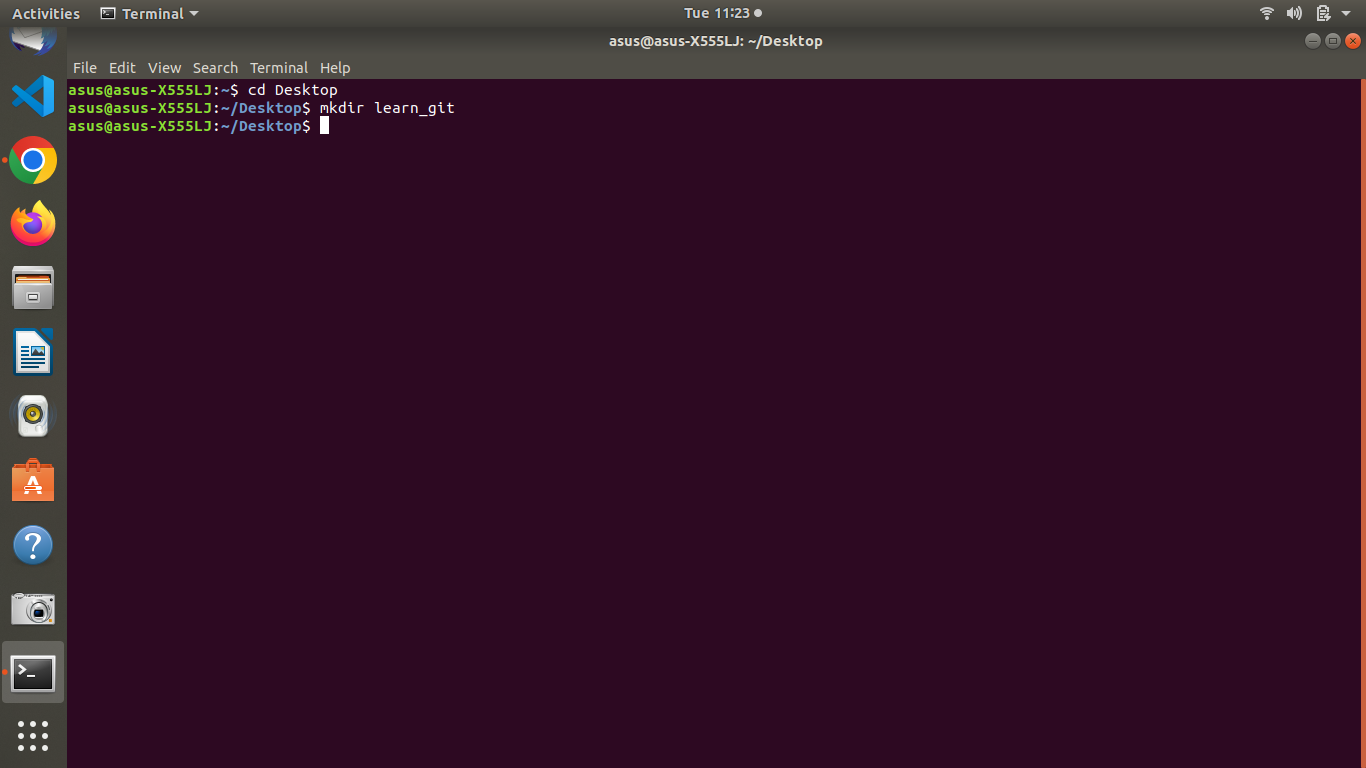 Activities Terminal Tue 11:23
asus@asus-X555LJ: ~/Desktop
File Edit View Search Terminal Help
asus@asus-X555LJ:~$ cd Desktop
asus@asus-X555LJ:~/Desktop$ mkdir learn_git
asus@asus-X555LJ:~/Desktop$